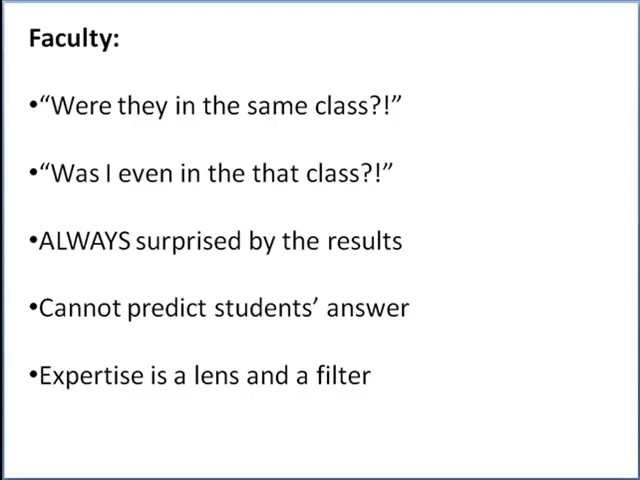 Faculty:
•“Were they in the same class?!”
•“Was I even in the that class?!”
•ALWAYS surprised by the results
•Cannot predict students’ answer
•Expertise is a lens and a filter